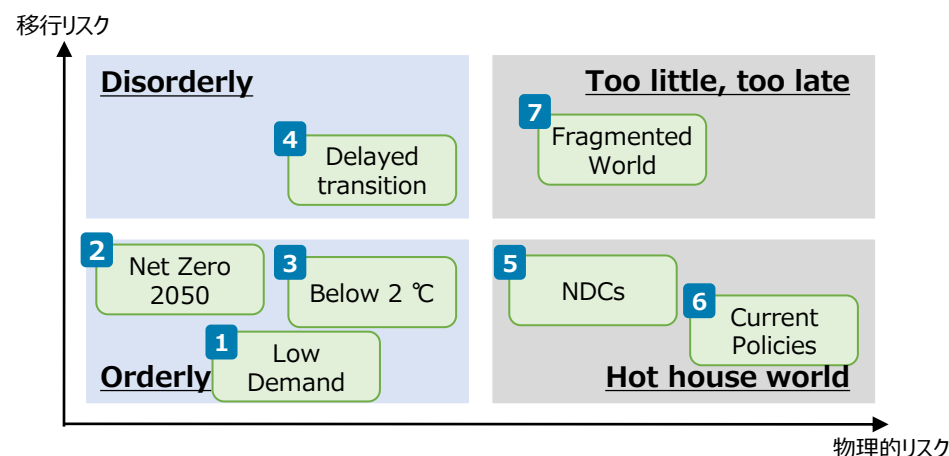 移行リスク
Disorderly
4
Delayed
transition
Too little, too late
7
Fragmented
World
2
Net Zero
2050
3
Below 2 ℃
1
Low
Demand
Orderly
5
NDCs
6
Current
Policies
Hot house world
物理的リスク